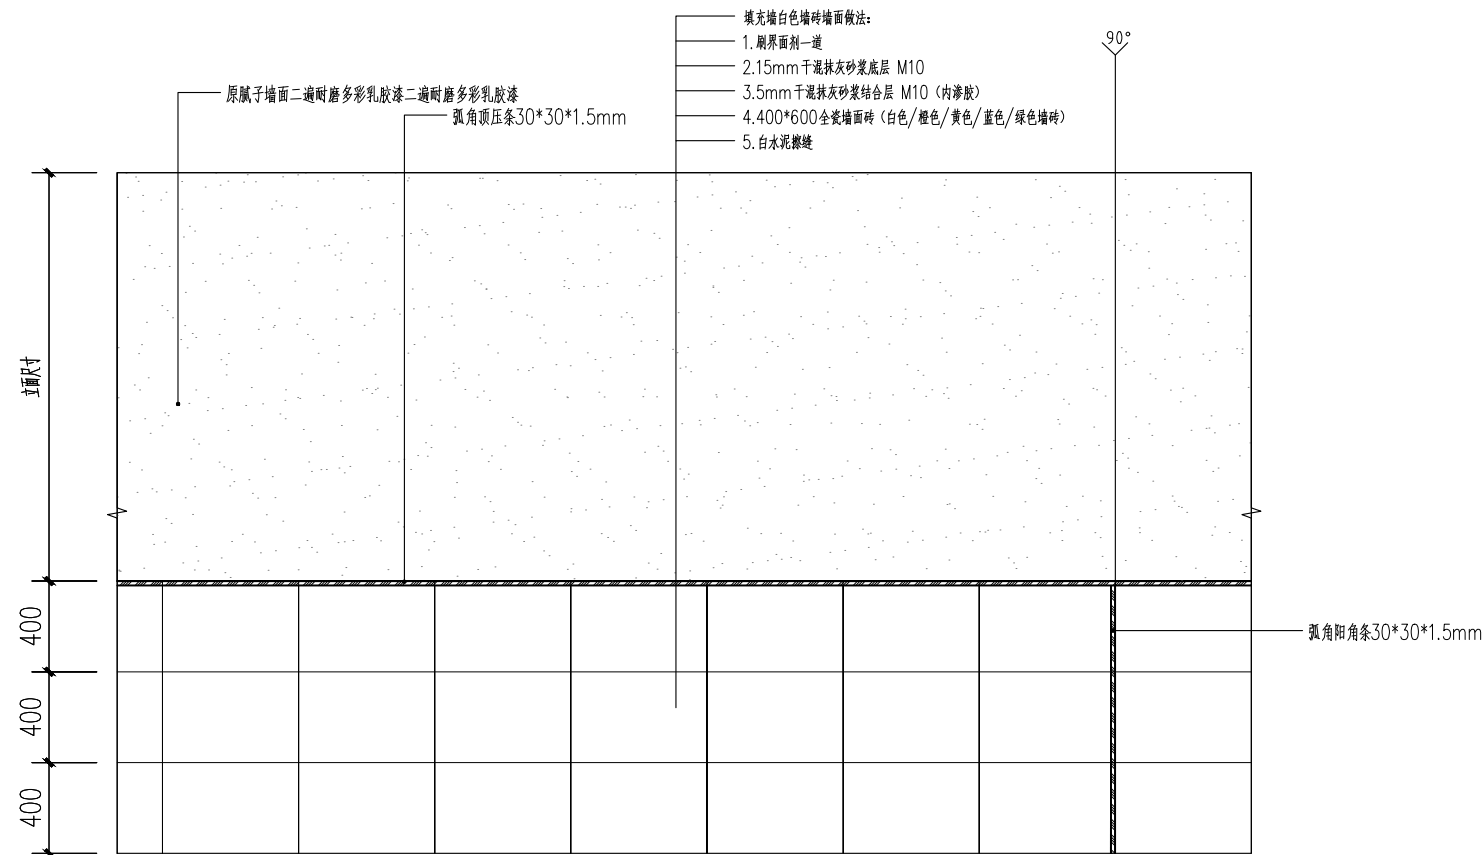 填充墙白色墙砖墙面做法:
1.刷界面剂一道
2.15mm干混抹灰砂浆底层 M10
3.5mm干混抹灰砂浆结合层 M10 (内渗胶)
4.400*600全瓷墙面砖 (白色/橙色/黄色/蓝色/绿色墙砖)
5.白水泥擦缝
90°
原腻子墙面二遍耐磨多彩乳胶漆二遍耐磨多彩乳胶漆
弧角顶压条30*30*1.5mm
立面尺寸
400
400
400
弧角阳角条30*30*1.5mm